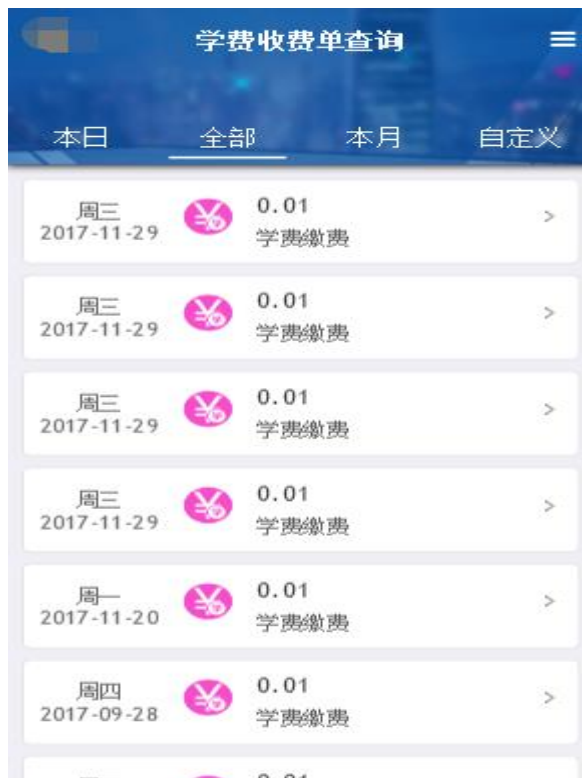 学费收费单查询
本日 全部 本月 自定义
周三 0.01
2017-11-29 学费缴费 >
周三 0.01
2017-11-29 学费缴费 >
周三 0.01
2017-11-29 学费缴费 >
周三 0.01
2017-11-29 学费缴费 >
周一 0.01
2017-11-20 学费缴费 >
周四 0.01
2017-09-28 学费缴费 >